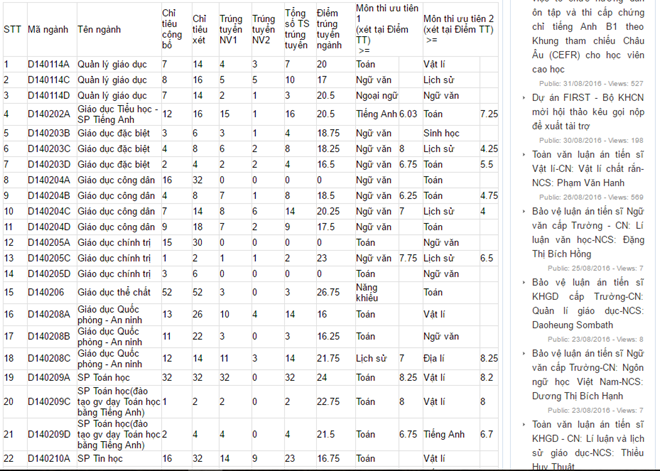 STT Mã ngành Tên ngành Chỉ tiêu công bố Chỉ tiêu xét Trúng tuyển NV1 Trúng tuyển NV2 Tổng số TS trúng tuyển Điểm trúng tuyển ngành Môn thi ưu tiên 1 (xét tại Điểm TT) >= Môn thi ưu tiên 2 (xét tại Điểm TT) >=
1 D140114A Quản lý giáo dục 7 14 4 3 7 20 Toán Vật lí
2 D140114C Quản lý giáo dục 8 16 5 5 10 17 Ngữ văn Lịch sử
3 D140114D Quản lý giáo dục 7 14 2 1 3 20.5 Ngoại ngữ Ngữ văn
4 D140202A Giáo dục Tiểu học - SP Tiếng Anh 12 16 15 1 16 20.5 Tiếng Anh 6.03 Toán 7.25
5 D140203B Giáo dục đặc biệt 3 6 3 1 4 18.75 Ngữ văn Sinh học
6 D140203C Giáo dục đặc biệt 4 8 6 2 8 18.25 Ngữ văn 8 Lịch sử 4.25
7 D140203D Giáo dục đặc biệt 2 4 2 2 4 16.5 Ngữ văn 6.75 Toán 5.5
8 D140204A Giáo dục công dân 16 32 0 0 0 0 Toán Ngữ văn
9 D140204B Giáo dục công dân 4 8 7 1 8 18.5 Ngữ văn 6.25 Toán 4.75
10 D140204C Giáo dục công dân 7 14 8 6 14 20.25 Ngữ văn 7 Lịch sử 4
11 D140204D Giáo dục công dân 9 18 7 2 9 17.5 Ngữ văn Toán
12 D140205A Giáo dục chính trị 15 30 0 0 0 0 Toán Ngữ văn
13 D140205C Giáo dục chính trị 1 2 1 1 2 23 Ngữ văn 7.75 Lịch sử 6.5
14 D140205D Giáo dục chính trị 3 6 0 0 0 0 Ngữ văn Toán
15 D140206 Giáo dục thể chất 52 52 3 0 3 26.75 Năng khiếu Toán
16 D140208A Giáo dục Quốc phòng - An ninh 13 26 10 4 14 16 Toán Vật lí
17 D140208B Giáo dục Quốc phòng - An ninh 11 22 3 0 3 16.25 Toán Ngữ văn
18 D140208C Giáo dục Quốc phòng - An ninh 12 14 11 3 14 21.75 Lịch sử 7 Địa lí 8.25
19 D140209A SP Toán học 32 32 32 0 32 24 Toán 8.25 Vật lí 8.2
20 D140209C SP Toán học(đào tạo gv dạy Toán học bằng Tiếng Anh) 1 2 2 0 2 22.75 Toán 8 Vật lí 8
21 D140209D SP Toán học(đào tạo gv dạy Toán học bằng Tiếng Anh) 2 4 4 0 4 21.5 Toán 6.75 Tiếng Anh 6.7
22 D140210A SP Tin học 16 32 14 9 23 16.75 Toán Vật lí
ôn tập và thi cấp chứng
chỉ tiếng Anh B1 theo
Khung tham chiếu Châu
Âu (CEFR) cho học viên
cao học
Public: 31/08/2016 - Views: 527
Dự án FIRST - Bộ KHCN
mời hội thảo kêu gọi nộp
đề xuất tài trợ
Public: 30/08/2016 - Views: 198
Toàn văn luận án tiến sĩ
Vật lí-CN: Vật lí chất rắn-
NCS: Phạm Văn Hanh
Public: 26/08/2016 - Views: 569
Bảo vệ luận án tiến sĩ Ngữ
văn cấp Trường - CN: Lí
luận văn học-NCS: Đặng
Thị Bích Hồng
Public: 25/08/2016 - Views: 7
Bảo vệ luận án tiến sĩ
KHGD cấp Trường-CN:
Quản lí giáo dục-NCS:
Daoheung Sombath
Public: 23/08/2016 - Views: 8
Bảo vệ luận án tiến sĩ Ngữ
văn cấp Trường-CN: Ngôn
ngữ học Việt Nam-NCS:
Dương Thị Bích Hạnh
Public: 23/08/2016 - Views: 7
Toàn văn luận án tiến sĩ
KHGD - CN: Lí luận và lịch
sử giáo dục-NCS: Thiều
Huy Thuật